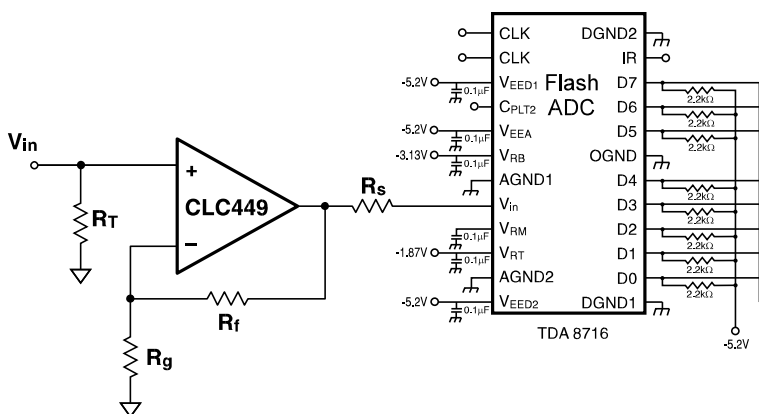 CLK
DGND2
CLK
IR
-5.2V
0.1µF
VEED1
Flash
D7
2.2kΩ
CPLT2
ADC
D6
2.2kΩ
-5.2V
0.1µF
VEEA
D5
2.2kΩ
Vin
-3.13V
0.1µF
VRB
OGND
+
CLC449
−
Rs
AGND1
D4
2.2kΩ
RT
Vin
D3
2.2kΩ
0.1µF
VRM
D2
2.2kΩ
-1.87V
0.1µF
VRT
D1
2.2kΩ
AGND2
D0
2.2kΩ
Rf
-5.2V
0.1µF
VEED2
DGND1
TDA 8716
-5.2V
Rg